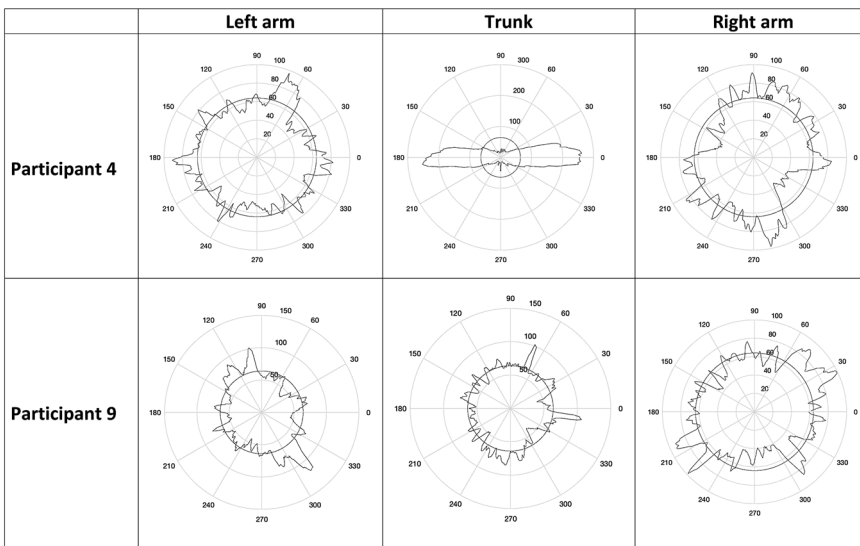 Left arm Trunk Right arm
Participant 4
90 100 60 120 80 60 150 30 40 20 180 0 210 330 240 300 270
90 300 60 120 200 150 30 100 180 0 210 330 240 300 270
90 100 60 120 80 60 150 30 40 20 180 0 210 330 240 300 270
Participant 9
90 150 60 120 100 150 30 50 180 0 210 330 240 300 270
90 150 60 120 100 150 30 50 180 0 210 330 240 300 270
90 100 60 120 80 60 150 30 40 20 180 0 210 330 240 300 270